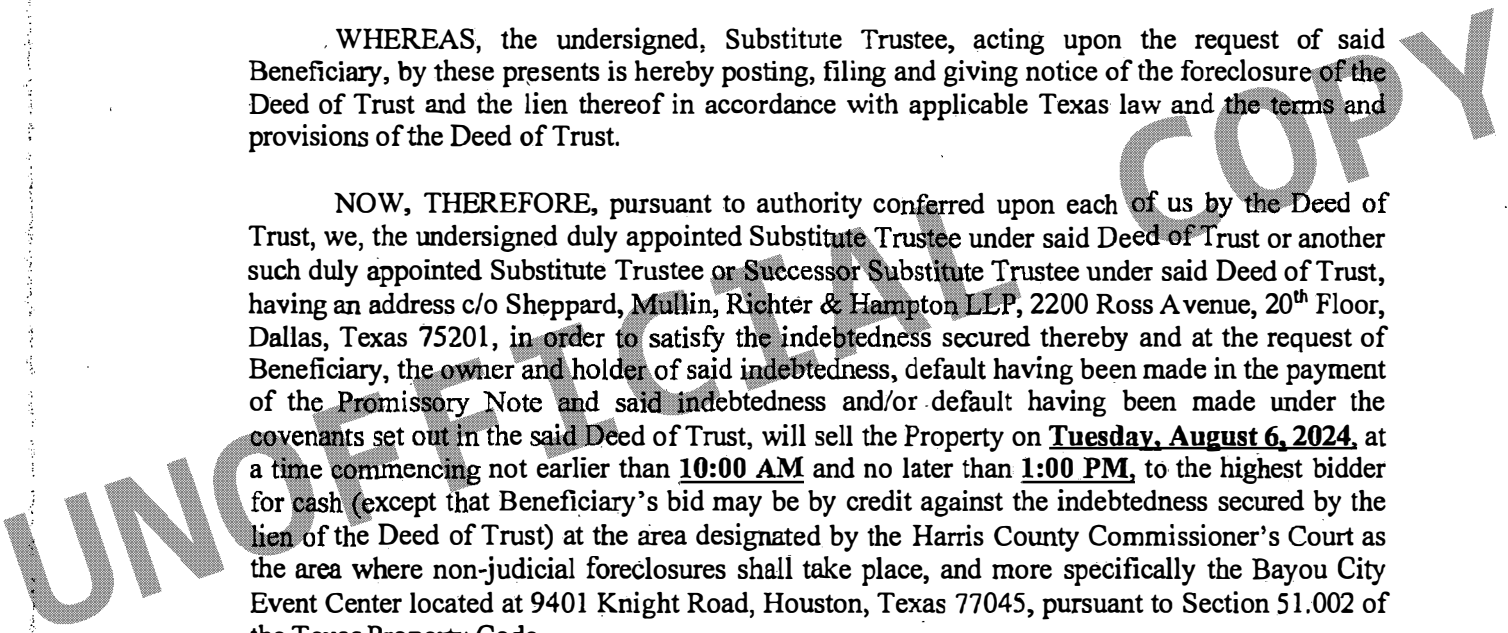 WHEREAS, the undersigned, Substitute Trustee, acting upon the request of said
Beneficiary, by these presents is hereby posting, filing and giving notice of the foreclosure of the
Deed of Trust and the lien thereof in accordance with applicable Texas law and the terms and
provisions of the Deed of Trust.
NOW, THEREFORE, pursuant to authority conferred upon each of us by the Deed of
Trust, we, the undersigned duly appointed Substitute Trustee under said Deed of Trust or another
such duly appointed Substitute Trustee or Successor Substitute Trustee under said Deed of Trust,
having an address c/o Sheppard, Mullin, Richter & Hampton LLP, 2200 Ross Avenue, 20th Floor,
Dallas, Texas 75201, in order to satisfy the indebtedness secured thereby and at the request of
Beneficiary, the owner and holder of said indebtedness, default having been made in the payment
of the Promissory Note and said indebtedness and/or default having been made under the
covenants set out in the said Deed of Trust, will sell the Property on Tuesday, August 6, 2024, at
a time commencing not earlier than 10:00 AM and no later than 1:00 PM, to the highest bidder
for cash (except that Beneficiary's bid may be by credit against the indebtedness secured by the
lien of the Deed of Trust) at the area designated by the Harris County Commissioner's Court as
the area where non-judicial foreclosures shall take place, and more specifically the Bayou City
Event Center located at 9401 Knight Road, Houston, Texas 77045, pursuant to Section 51.002 of
the Texas Property Code.
UNOFFICIAL COPY